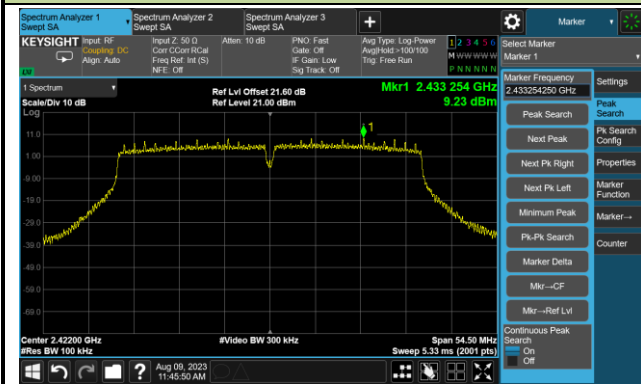 Spectrum Analyzer 1
Swept SA
Spectrum Analyzer 2
Swept SA
Spectrum Analyzer 3
Swept SA
Marker
KEYSIGHT
Input: RF
Coupling: DC
Align: Auto
Input Z: 50 Ω
Corr CCorr RCal
Freq Ref: Int (S)
NFE: Off
Atten: 10 dB
PNO: Fast
Gate: Off
IF Gain: Low
Sig Track: Off
Avg Type: Log-Power
Avg|Hold:>100/100
Trig: Free Run
1 2 3 4 5 6
M W W W W W
P N N N N N
Select Marker
Marker 1
LNI
1 Spectrum
Scale/Div 10 dB
Log
Ref Lvl Offset 21.60 dB
Ref Level 21.00 dBm
Mkr1 2.433 254 GHz
9.23 dBm
1
11.0
1.00
-9.00
-19.0
-29.0
-39.0
-49.0
-59.0
-69.0
Center 2.42200 GHz
#Res BW 100 kHz
#Video BW 300 kHz
Span 54.50 MHz
Sweep 5.33 ms (2001 pts)
Marker Frequency
2.433254250 GHz
Peak Search
Next Peak
Next Pk Right
Next Pk Left
Minimum Peak
Pk-Pk Search
Marker Delta
Mkr→CF
Mkr→Ref Lvl
Continuous Peak
Search
On
Off
Settings
Peak
Search
Pk Search
Config
Properties
Marker
Function
Marker→
Counter
?
Aug 09, 2023
11:45:50 AM